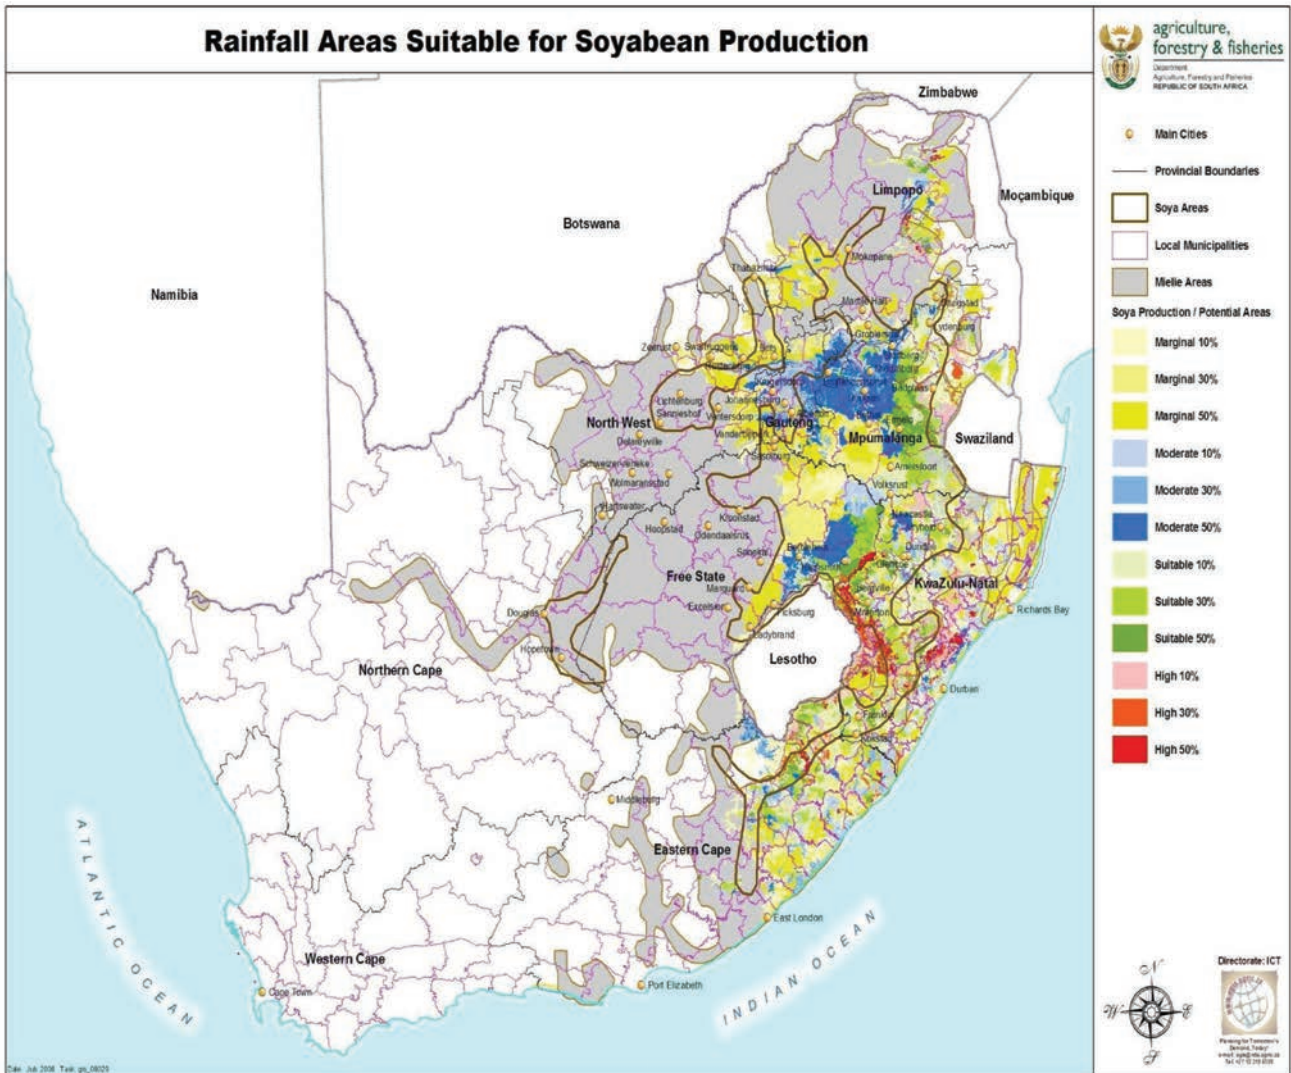 Rainfall Areas Suitable for Soyabean Production
agriculture,
forestry & fisheries
Department
Agriculture, Forestry and Fisheries
REPUBLIC OF SOUTH AFRICA
Main Cities
Provincial Boundaries
Soya Areas
Local Municipalities
Mielie Areas
Soya Production / Potential Areas
Marginal 10%
Marginal 30%
Marginal 50%
Moderate 10%
Moderate 30%
Moderate 50%
Suitable 10%
Suitable 30%
Suitable 50%
High 10%
High 30%
High 50%
Directorate: ICT
Zimbabwe
Limpopo
Moçambique
Botswana
Namibia
Mokopane
Marble Hall
Zeerust
Swartruggens
Lichtenburg
Sannieshof
Johannesburg
Ventersdorp
North West
Gauteng
Delareyville
Vanderbijlpark
Mpumalanga
Swaziland
Amersfoort
Wolmaransstad
Volksrust
Hartswater
Kroonstad
Hoopstad
Odendaalsrus
Senekal
Free State
KwaZulu-Natal
Marquard
Excelsior
Douglas
Richards Bay
Ladybrand
Lesotho
Hopetown
Northern Cape
Durban
Kokstad
Middelburg
Eastern Cape
East London
Western Cape
Port Elizabeth
Cape Town
ATLANTIC OCEAN
INDIAN OCEAN
N
W
E
S